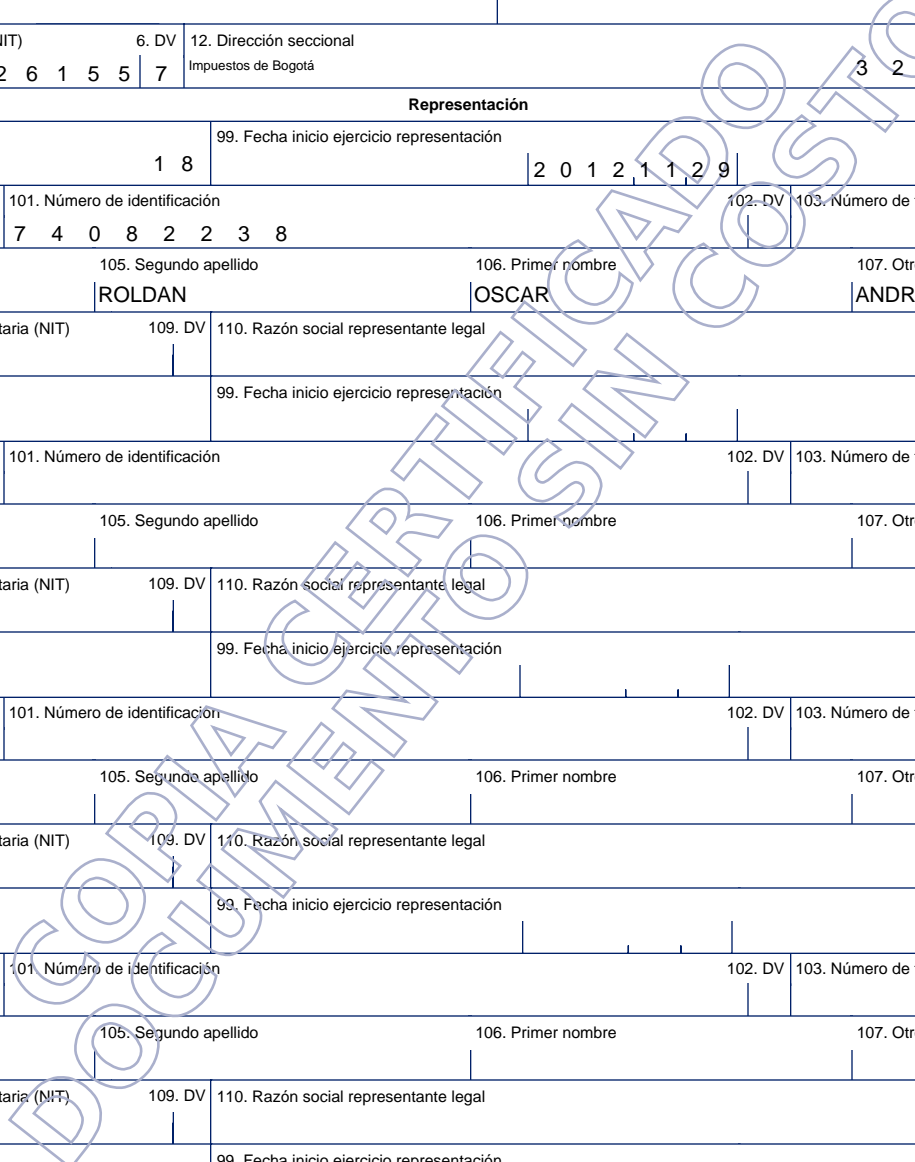 NIT) 6. DV 12. Dirección seccional
2 6 1 5 5 7 Impuestos de Bogotá 3 2
Representación
99. Fecha inicio ejercicio representación
1 8 2 0 1 2 1 1 2 9
101. Número de identificación 102. DV 103. Número de
7 4 0 8 2 2 3 8
105. Segundo apellido 106. Primer nombre 107. Otr
ROLDAN OSCAR ANDR
taria (NIT) 109. DV 110. Razón social representante legal
99. Fecha inicio ejercicio representación
101. Número de identificación 102. DV 103. Número de
105. Segundo apellido 106. Primer nombre 107. Otr
taria (NIT) 109. DV 110. Razón social representante legal
99. Fecha inicio ejercicio representación
101. Número de identificación 102. DV 103. Número de
105. Segundo apellido 106. Primer nombre 107. Otr
taria (NIT) 109. DV 110. Razón social representante legal
99. Fecha inicio ejercicio representación
101. Número de identificación 102. DV 103. Número de
105. Segundo apellido 106. Primer nombre 107. Otr
taria (NIT) 109. DV 110. Razón social representante legal
99. Fecha inicio ejercicio representación
COPIA CERTIFICADO
DOCUMENTO SIN COSTO